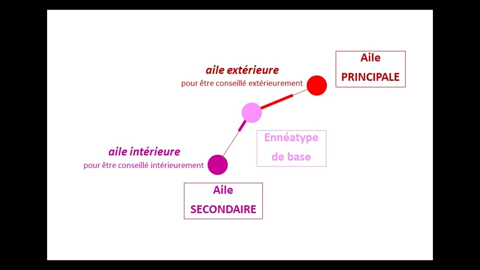 Aile
PRINCIPALE
aile extérieure
pour être conseillé extérieurement
Ennéatype
de base
aile intérieure
pour être conseillé intérieurement
Aile
SECONDAIRE